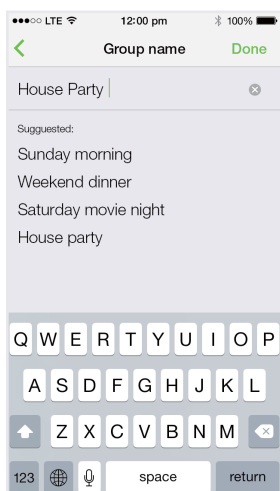 LTE 12:00 pm 100%
Group name Done
House Party
Sugguested:
Sunday morning
Weekend dinner
Saturday movie night
House party
Q W E R T Y U I O P
A S D F G H J K L
Z X C V B N M
123 space return